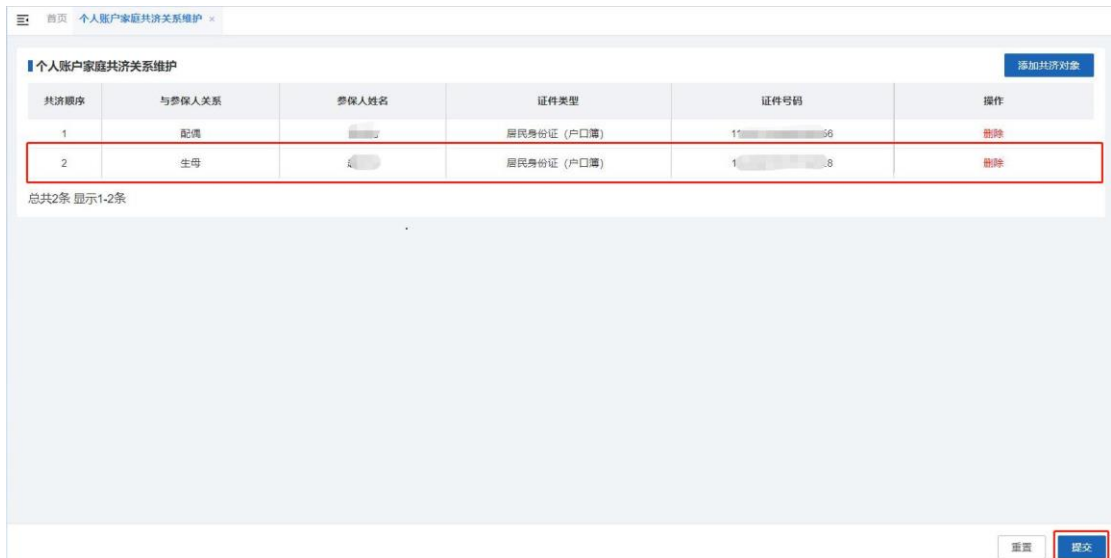 首页 个人账户家庭共济关系维护 ×
个人账户家庭共济关系维护 添加共济对象
共济顺序 与参保人关系 参保人姓名 证件类型 证件号码 操作
1 配偶 居民身份证（户口簿） 11 56 删除
2 生母 居民身份证（户口簿） 1 8 删除
总共2条 显示1-2条
重置 提交